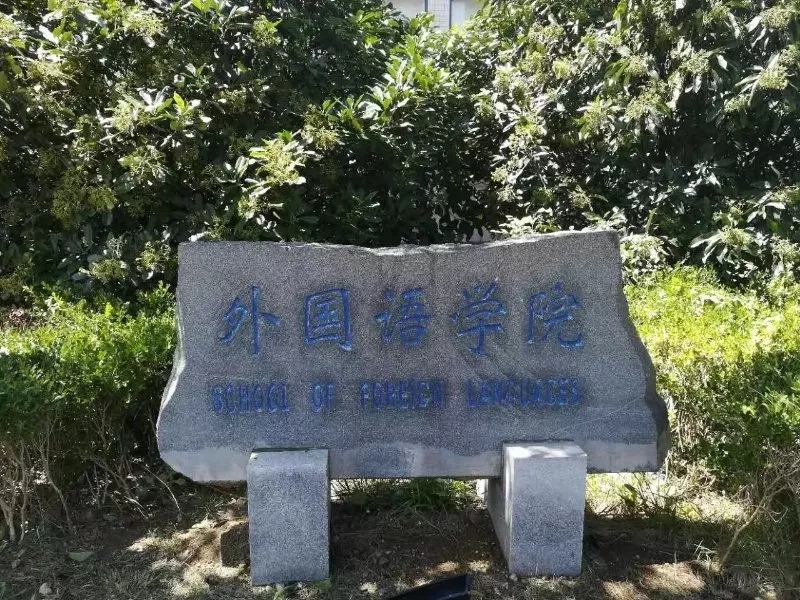 外国语学院
SCHOOL OF FOREIGN LANGUAGES